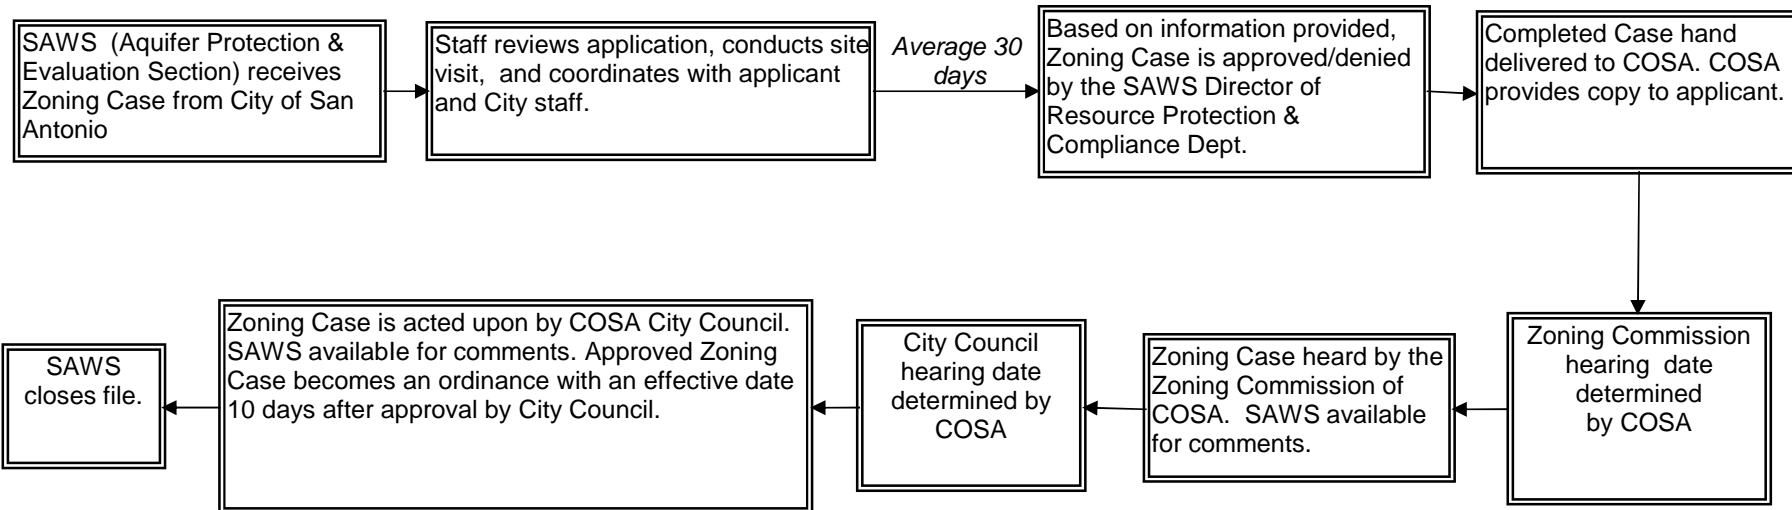 SAWS (Aquifer Protection &
Evaluation Section) receives
Zoning Case from City of San
Antonio
Staff reviews application, conducts site
visit, and coordinates with applicant
and City staff.
Average 30
days
Based on information provided,
Zoning Case is approved/denied
by the SAWS Director of
Resource Protection &
Compliance Dept.
Completed Case hand
delivered to COSA. COSA
provides copy to applicant.
Zoning Commission
hearing date
determined
by COSA
Zoning Case heard by the
Zoning Commission of
COSA. SAWS available
for comments.
City Council
hearing date
determined by
COSA
Zoning Case is acted upon by COSA City Council.
SAWS available for comments. Approved Zoning
Case becomes an ordinance with an effective date
10 days after approval by City Council.
SAWS
closes file.